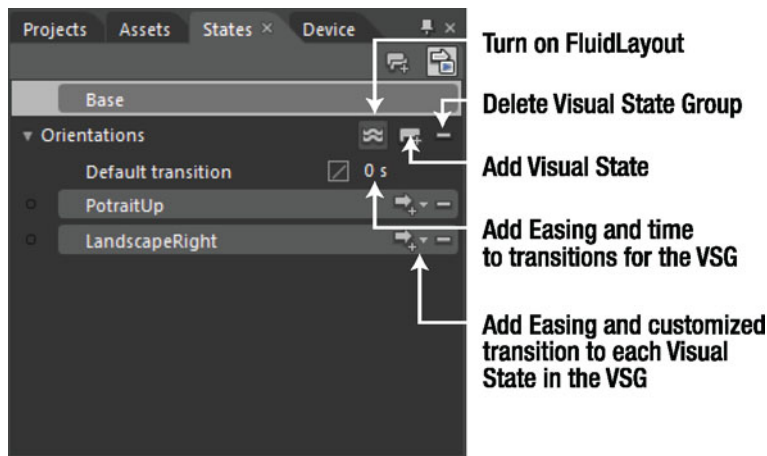 Projects Assets States × Device
Base
Orientations
Default transition 0 s
PotraitUp
LandscapeRight
Turn on FluidLayout
Delete Visual State Group
Add Visual State
Add Easing and time
to transitions for the VSG
Add Easing and customized
transition to each Visual
State in the VSG